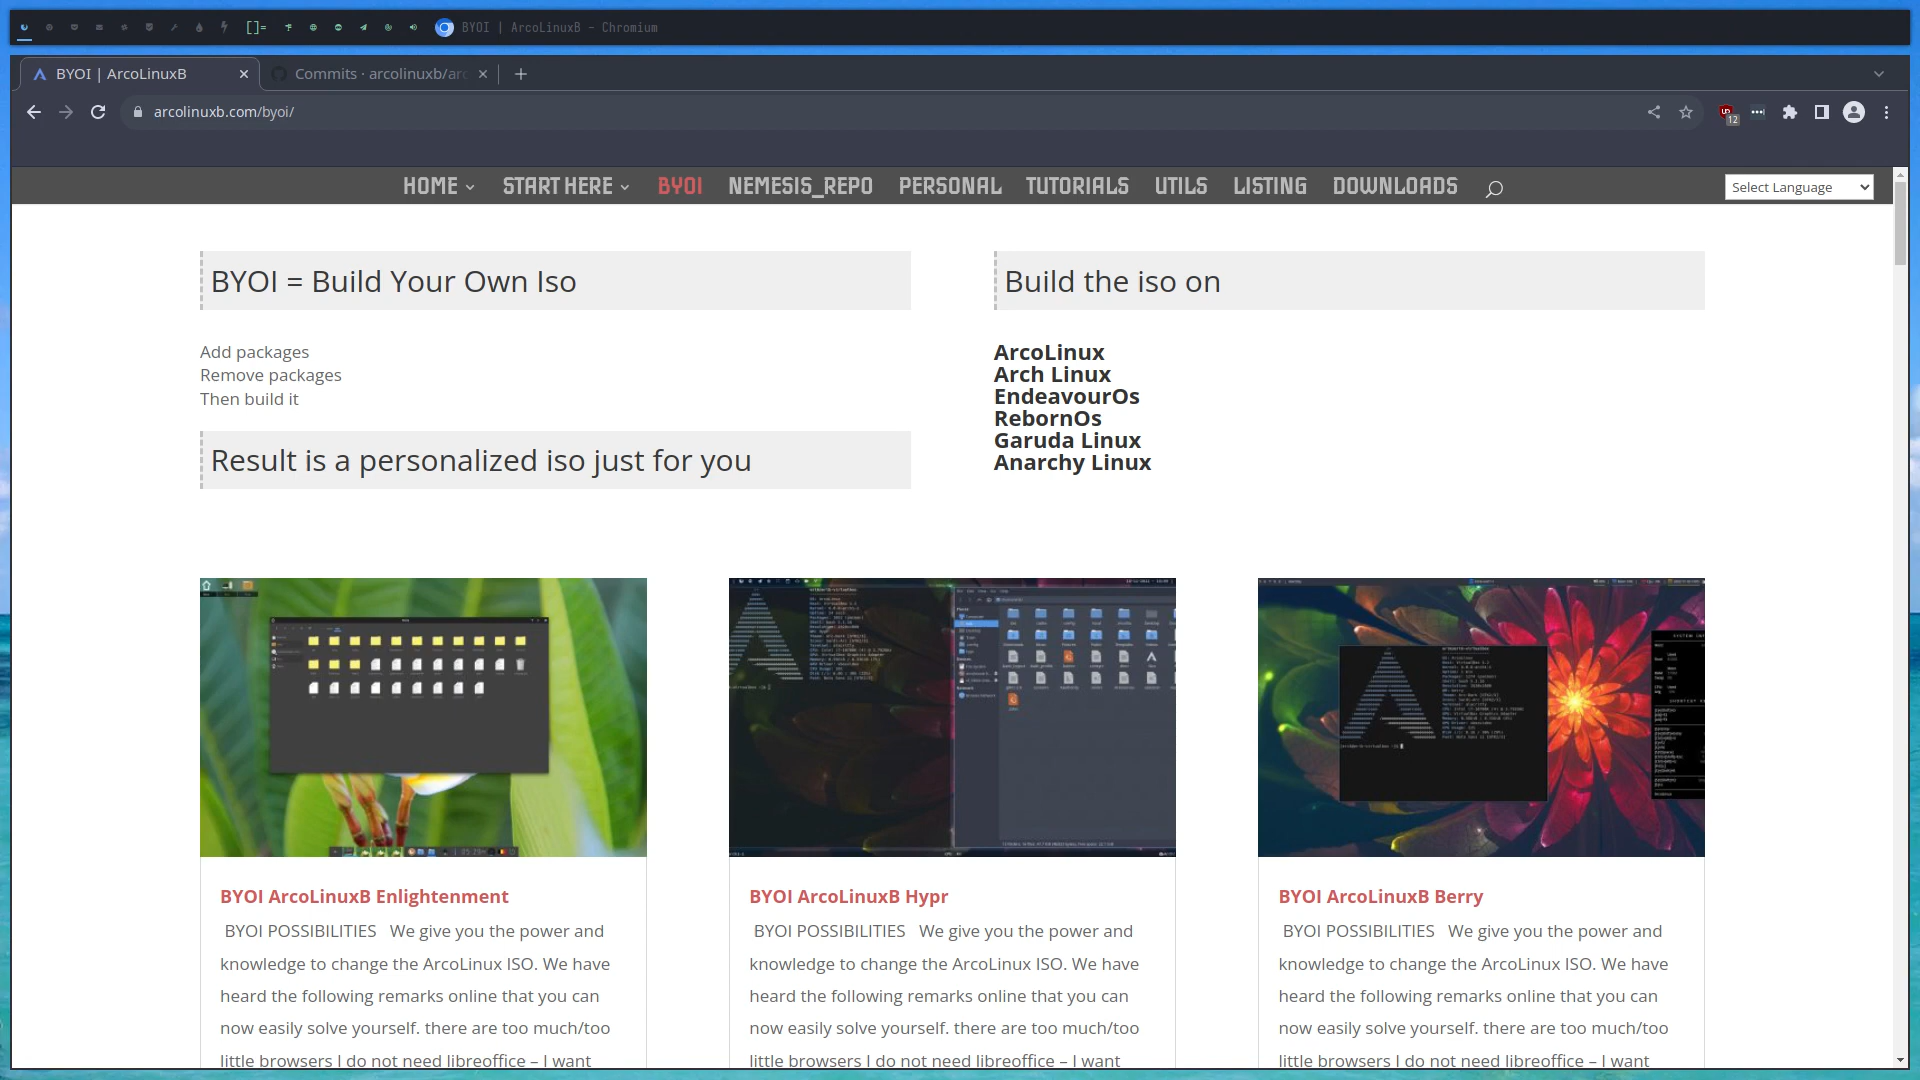 []=
BYOI | ArcoLinuxB - Chromium
BYOI | ArcoLinuxB
Commits · arcolinuxb/arc
arcolinuxb.com/byoi/
12
HOME
START HERE
BYOI
NEMESIS_REPO
PERSONAL
TUTORIALS
UTILS
LISTING
DOWNLOADS
Select Language
BYOI = Build Your Own Iso
Add packages
Remove packages
Then build it
Result is a personalized iso just for you
Build the iso on
ArcoLinux
Arch Linux
EndeavourOs
RebornOs
Garuda Linux
Anarchy Linux
BYOI ArcoLinuxB Enlightenment
BYOI POSSIBILITIES We give you the power and
knowledge to change the ArcoLinux ISO. We have
heard the following remarks online that you can
now easily solve yourself. there are too much/too
little browsers I do not need libreoffice – I want
BYOI ArcoLinuxB Hypr
BYOI POSSIBILITIES We give you the power and
knowledge to change the ArcoLinux ISO. We have
heard the following remarks online that you can
now easily solve yourself. there are too much/too
little browsers I do not need libreoffice – I want
BYOI ArcoLinuxB Berry
BYOI POSSIBILITIES We give you the power and
knowledge to change the ArcoLinux ISO. We have
heard the following remarks online that you can
now easily solve yourself. there are too much/too
little browsers I do not need libreoffice – I want